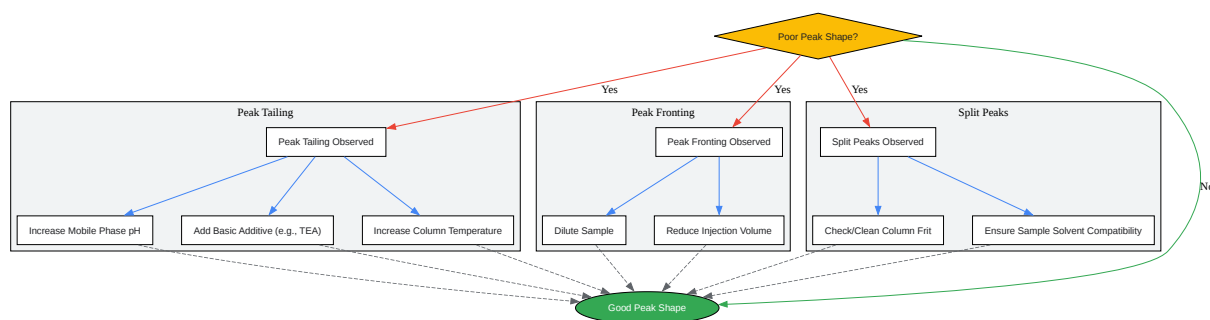 Poor Peak Shape?
Yes
Yes
Yes
Peak Tailing
Peak Fronting
Split Peaks
Peak Tailing Observed
Peak Fronting Observed
Split Peaks Observed
Increase Mobile Phase pH
Add Basic Additive (e.g., TEA)
Increase Column Temperature
Dilute Sample
Reduce Injection Volume
Check/Clean Column Frit
Ensure Sample Solvent Compatibility
Good Peak Shape